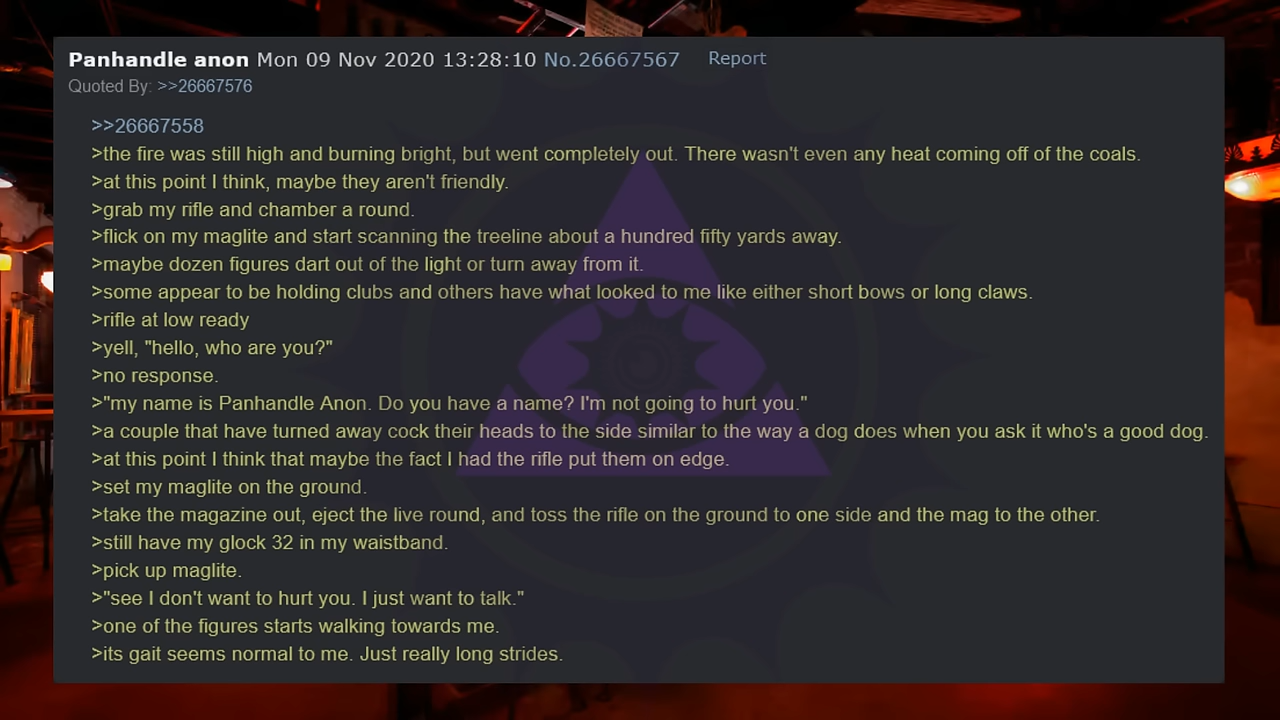 Panhandle anon Mon 09 Nov 2020 13:28:10 No.26667567 Report
Quoted By: >>26667576
>>26667558
>the fire was still high and burning bright, but went completely out. There wasn't even any heat coming off of the coals.
>at this point I think, maybe they aren't friendly.
>grab my rifle and chamber a round.
>flick on my maglite and start scanning the treeline about a hundred fifty yards away.
>maybe dozen figures dart out of the light or turn away from it.
>some appear to be holding clubs and others have what looked to me like either short bows or long claws.
>rifle at low ready
>yell, "hello, who are you?"
>no response.
>"my name is Panhandle Anon. Do you have a name? I'm not going to hurt you."
>a couple that have turned away cock their heads to the side similar to the way a dog does when you ask it who's a good dog.
>at this point I think that maybe the fact I had the rifle put them on edge.
>set my maglite on the ground.
>take the magazine out, eject the live round, and toss the rifle on the ground to one side and the mag to the other.
>still have my glock 32 in my waistband.
>pick up maglite.
>"see I don't want to hurt you. I just want to talk."
>one of the figures starts walking towards me.
>its gait seems normal to me. Just really long strides.